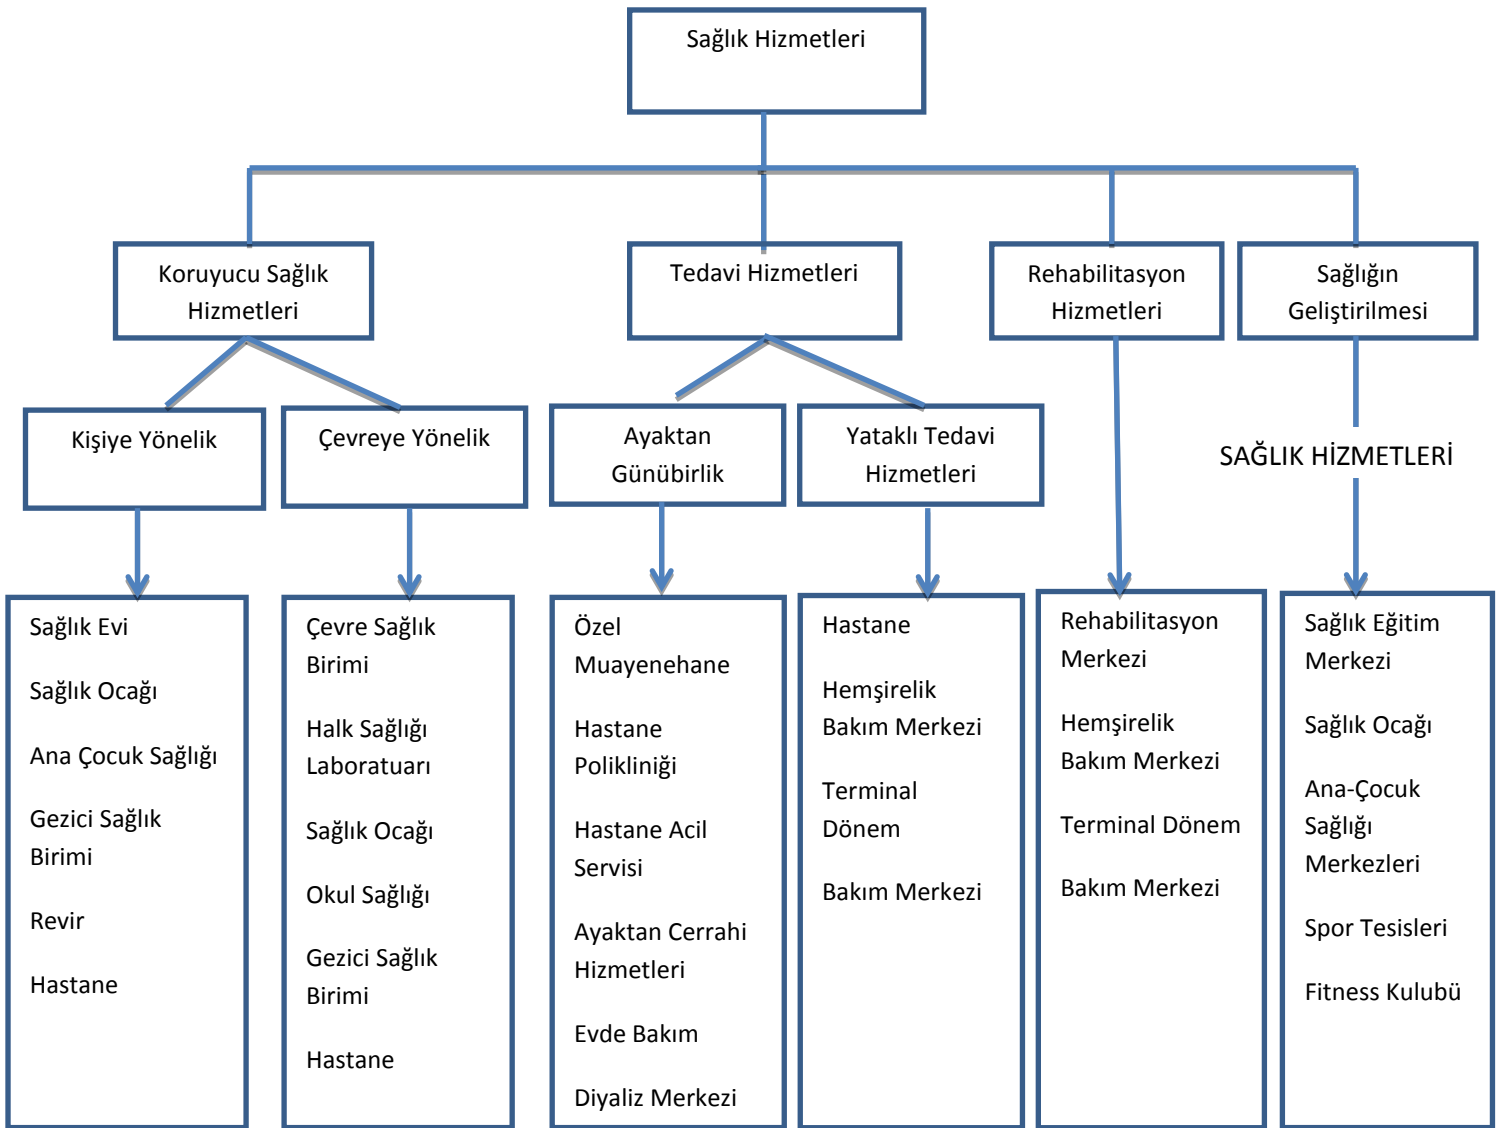 Sağlık Hizmetleri
Koruyucu Sağlık
Hizmetleri
Tedavi Hizmetleri
Rehabilitasyon
Hizmetleri
Sağlığın
Geliştirilmesi
Kişiye Yönelik
Çevreye Yönelik
Ayaktan
Günübirlik
Yataklı Tedavi
Hizmetleri
SAĞLIK HİZMETLERİ
Sağlık Evi
Sağlık Ocağı
Ana Çocuk Sağlığı
Gezici Sağlık
Birimi
Revir
Hastane
Çevre Sağlık
Birimi
Halk Sağlığı
Laboratuarı
Sağlık Ocağı
Okul Sağlığı
Gezici Sağlık
Birimi
Hastane
Özel
Muayenehane
Hastane
Polikliniği
Hastane Acil
Servisi
Ayaktan Cerrahi
Hizmetleri
Evde Bakım
Diyaliz Merkezi
Hastane
Hemşirelik
Bakım Merkezi
Terminal
Dönem
Bakım Merkezi
Rehabilitasyon
Merkezi
Hemşirelik
Bakım Merkezi
Terminal Dönem
Bakım Merkezi
Sağlık Eğitim
Merkezi
Sağlık Ocağı
Ana-Çocuk
Sağlığı
Merkezleri
Spor Tesisleri
Fitness Kulubü